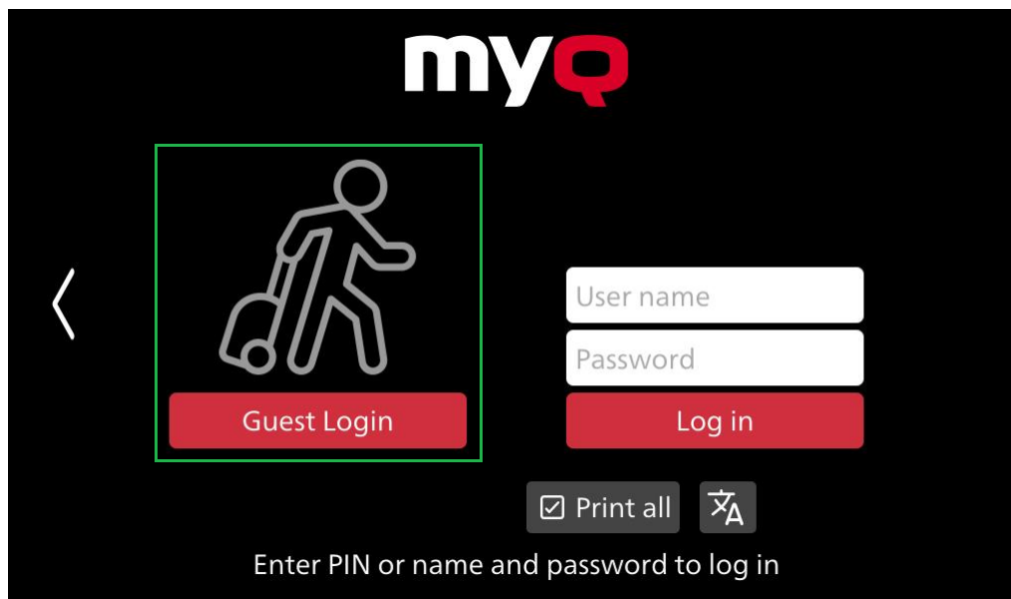 myQ
User name
Password
Guest Login
Log in
Print all
Enter PIN or name and password to log in